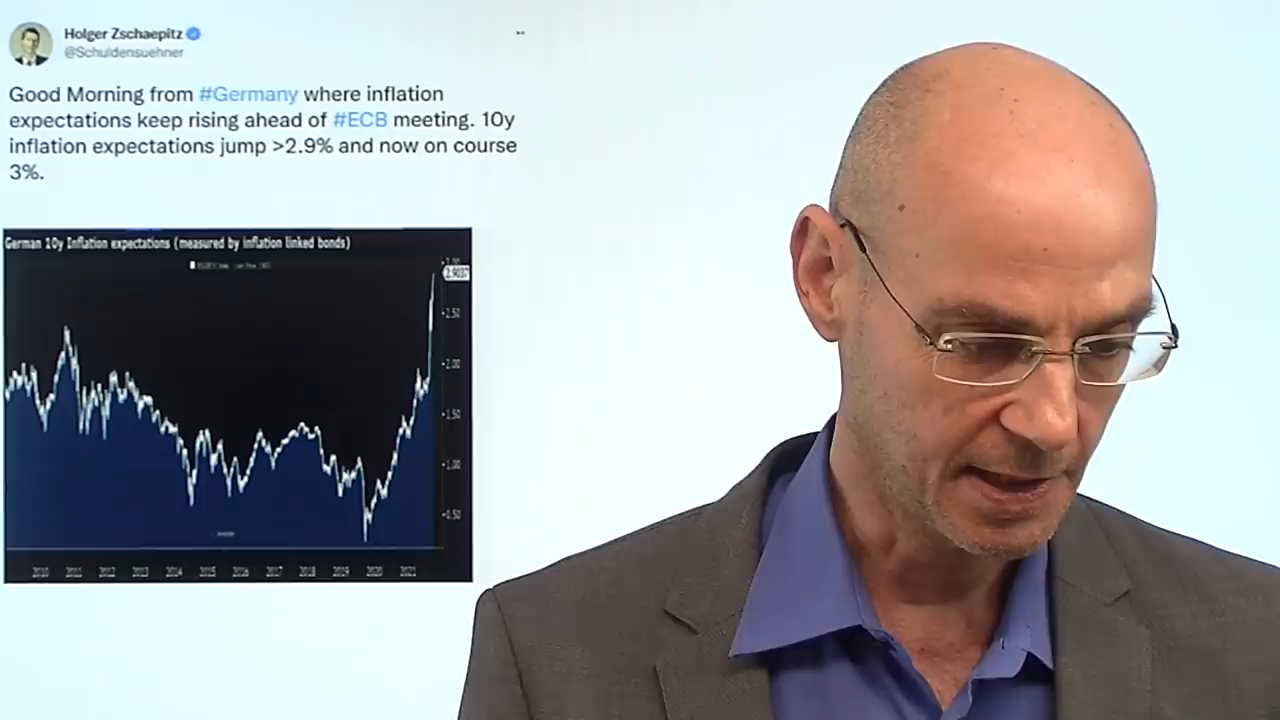 Holger Zschaepitz
@Schuldensuehner
Good Morning from #Germany where inflation
expectations keep rising ahead of #ECB meeting. 10y
inflation expectations jump >2.9% and now on course
3%.
German 10y Inflation expectations (measured by inflation linked bonds)
2.9037
2.50
2.00
1.50
1.00
0.50
2010 2011 2012 2013 2014 2015 2016 2017 2018 2019 2020 2021